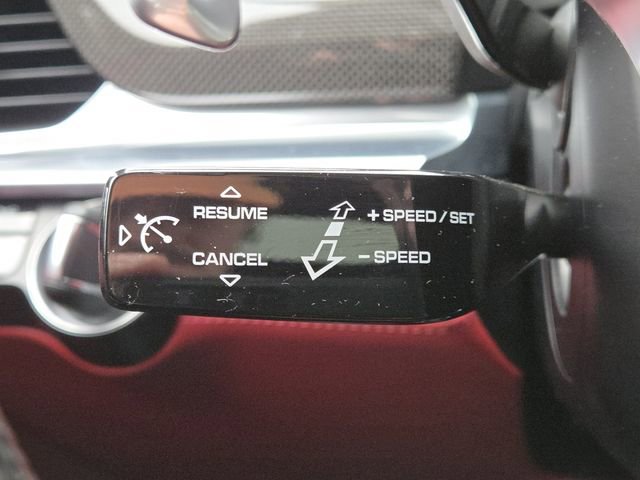 RESUME
+ SPEED / SET
CANCEL
- SPEED